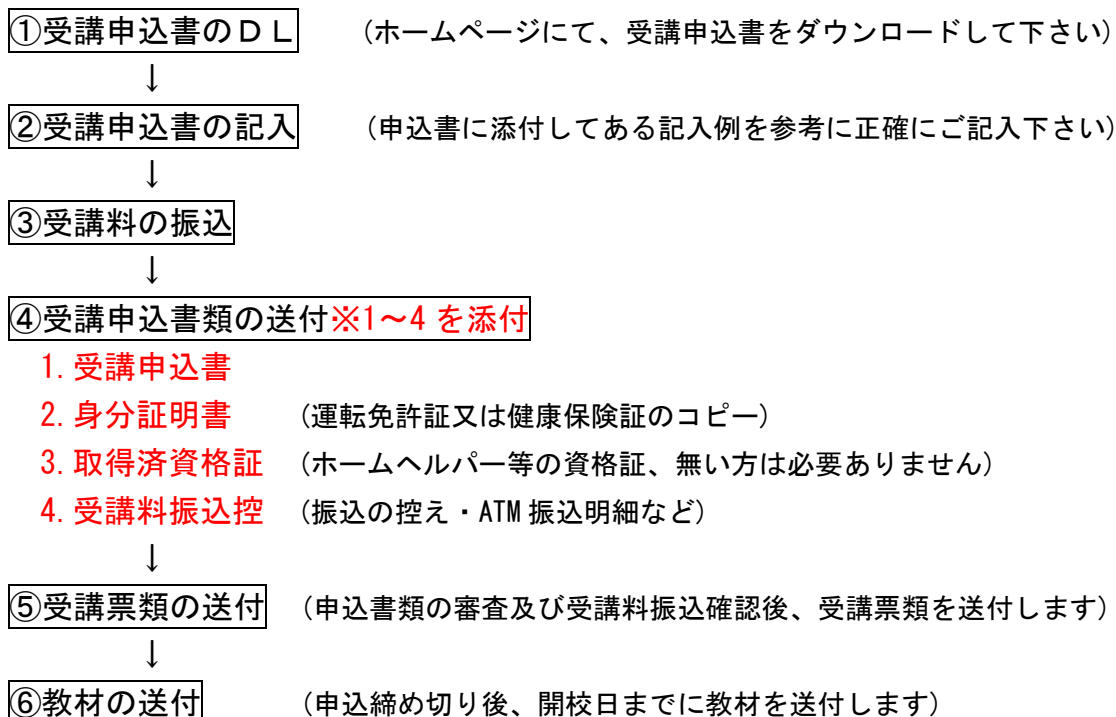 ①受講申込書のＤＬ （ホームページにて、受講申込書をダウンロードして下さい）
↓
②受講申込書の記入 （申込書に添付してある記入例を参考に正確にご記入下さい）
↓
③受講料の振込
↓
④受講申込書類の送付※1～4 を添付
1. 受講申込書
2. 身分証明書 （運転免許証又は健康保険証のコピー）
3. 取得済資格証 （ホームヘルパー等の資格証、無い方は必要ありません）
4. 受講料振込控 （振込の控え・ATM 振込明細など）
↓
⑤受講票類の送付 （申込書類の審査及び受講料振込確認後、受講票類を送付します）
↓
⑥教材の送付 （申込締め切り後、開校日までに教材を送付します）